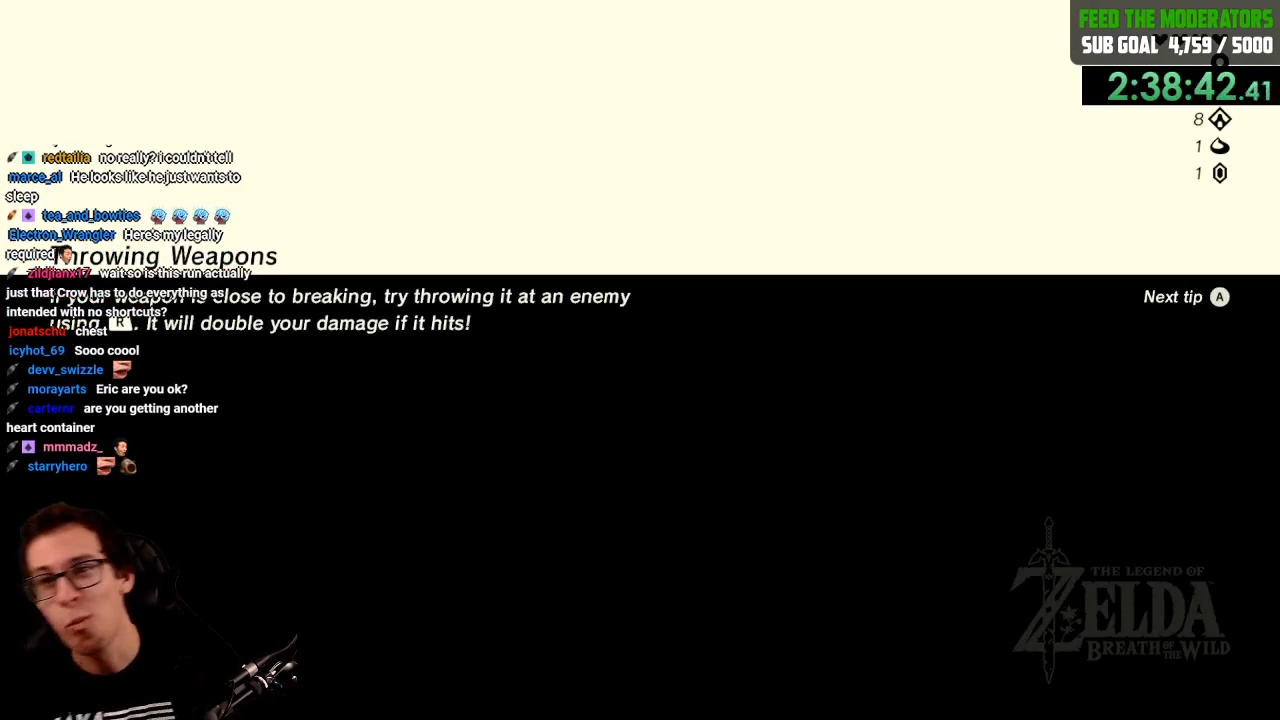 FEED THE MODERATORS
SUB GOAL 4,759 / 5000
2:38:42.41
8
1
1
redtailia no really? i couldn't tell
marce_al He looks like he just wants to
sleep
tea_and_bowties
Electron_Wrangler Here's my legally
required
Throwing Weapons
zildjianx17 wait so is this run actually
just that Crow has to do everything as
intended with no shortcuts?
If your weapon is close to breaking, try throwing it at an enemy
using R. It will double your damage if it hits!
Next tip A
jonatschu chest
icyhot_69 Sooo coool
devv_swizzle
morayarts Eric are you ok?
carternr are you getting another
heart container
mmmadz_
starryhero
THE LEGEND OF
ZELDA
BREATH OF THE WILD